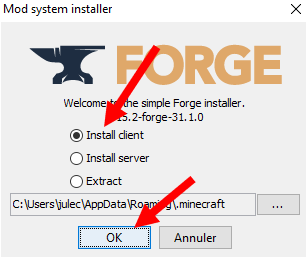 Mod system installer
FORGE
Welcome to the simple Forge installer.
15.2-forge-31.1.0
Install client
Install server
Extract
C:\Users\julec\AppData\Roaming\.minecraft
...
OK
Annuler